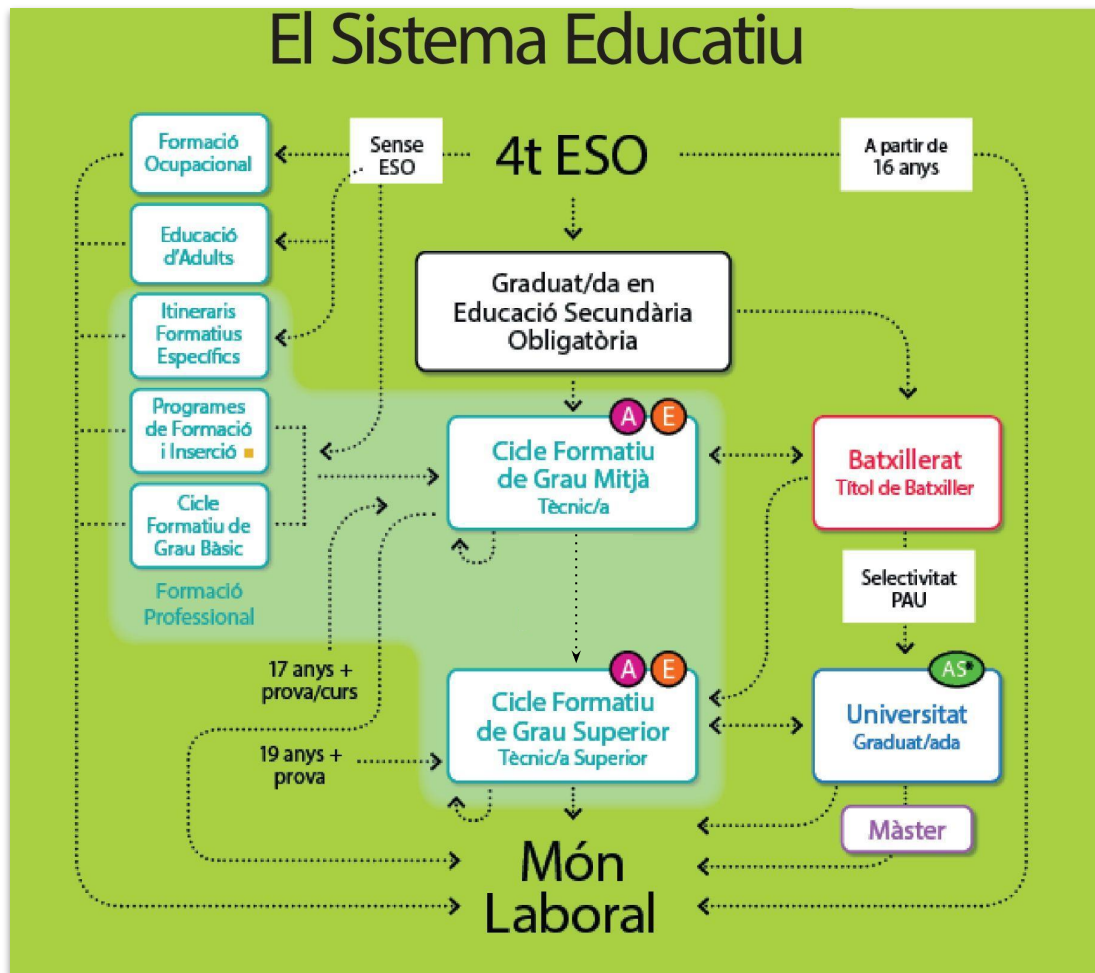 El Sistema Educatiu
Formació
Ocupacional
Sense
ESO
4t ESO
A partir de
16 anys
Educació
d'Adults
Graduat/da en
Educació Secundària
Obligatòria
Itineraris
Formatius
Específics
Programes
de Formació
i Inserció
A
E
Cicle Formatiu
de Grau Mitjà
Tècnic/a
Batxillerat
Títol de Batxiller
Cicle
Formatiu de
Grau Bàsic
Formació
Professional
Selectivitat
PAU
17 anys +
prova/curs
A
E
Cicle Formatiu
de Grau Superior
Tècnic/a Superior
AS*
Universitat
Graduat/ada
19 anys +
prova
Màster
Món
Laboral